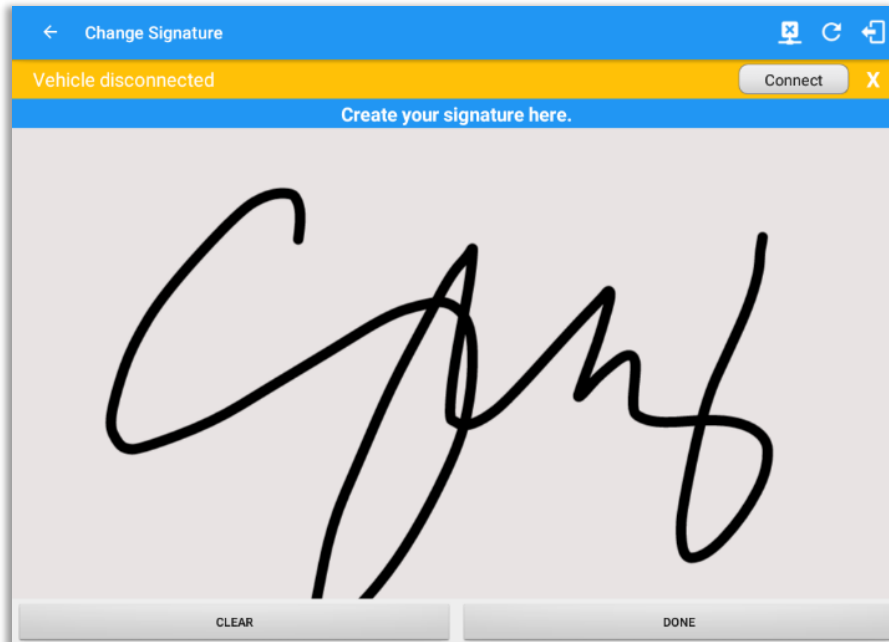 Change Signature
Vehicle disconnected
Connect
X
Create your signature here.
CLEAR
DONE